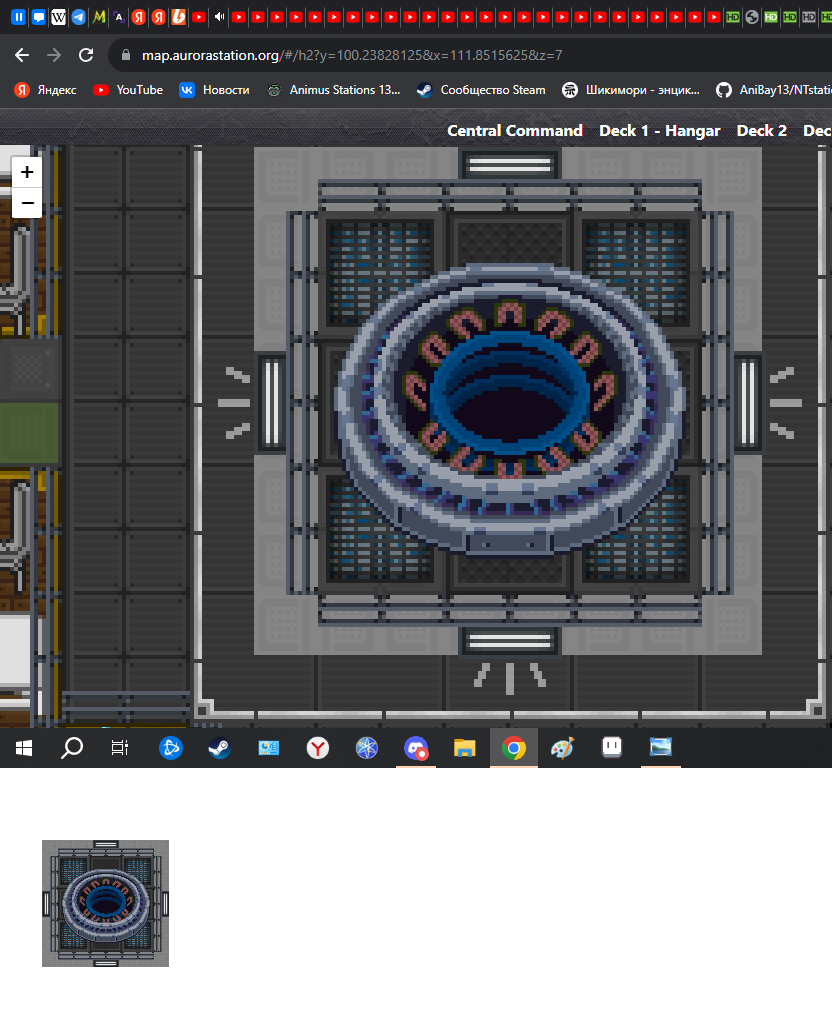 map.aurorastation.org/#/h2?y=100.23828125&x=111.8515625&z=7
Яндекс YouTube Новости Animus Stations 13... Сообщество Steam Шикимори - энцик... AniBay13/NTstati
Central Command Deck 1 - Hangar Deck 2 Dec
+
−